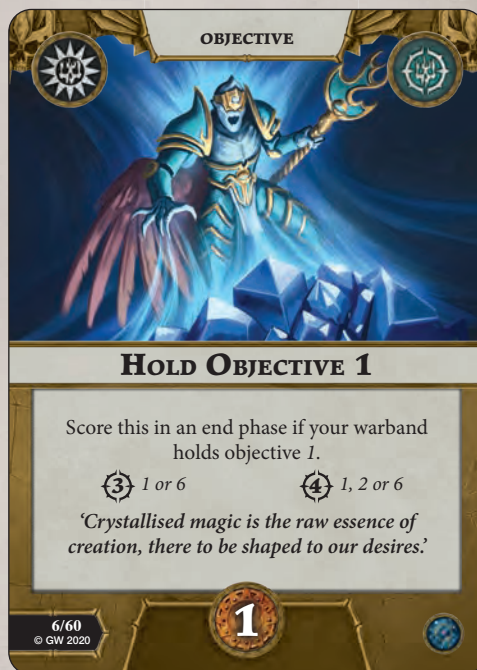 OBJECTIVE
HOLD OBJECTIVE 1
Score this in an end phase if your warband
holds objective 1.
3 1 or 6 4 1, 2 or 6
‘Crystallised magic is the raw essence of
creation, there to be shaped to our desires.’
6/60
© GW 2020
1